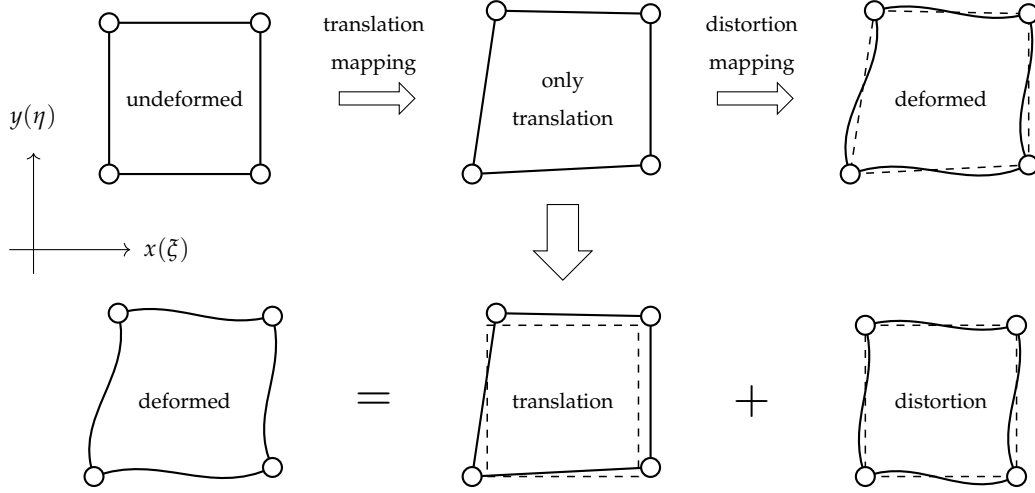 translation
mapping
distortion
mapping
undeformed
only
translation
deformed
y(η)
x(ξ)
deformed
=
translation
+
distortion